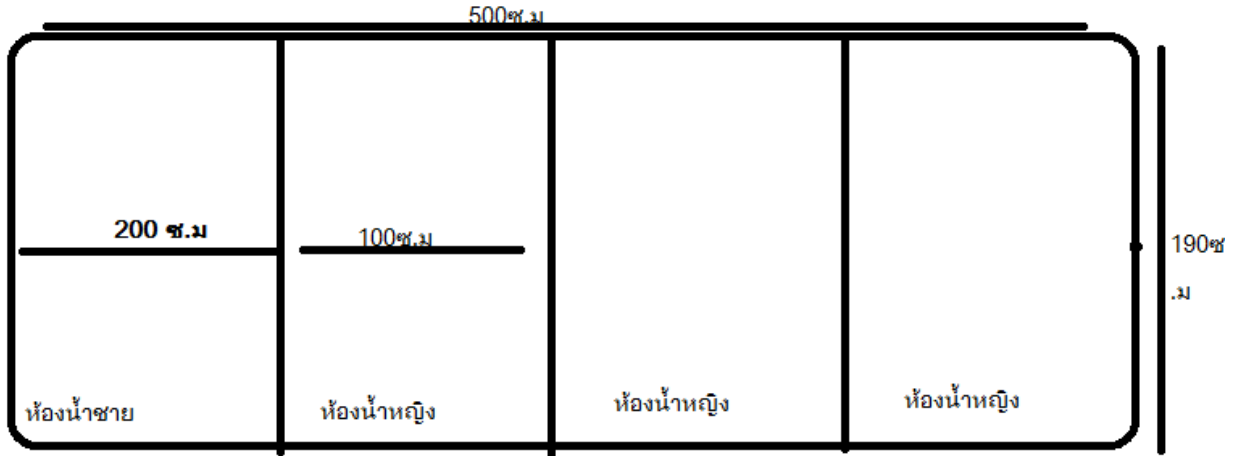 500ซ.ม
200 ซ.ม
100ซ.ม
190ซ
.ม
ห้องน้ำชาย
ห้องน้ำหญิง
ห้องน้ำหญิง
ห้องน้ำหญิง